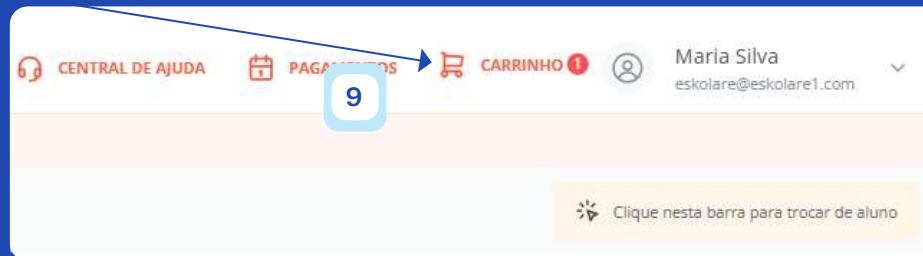 CENTRAL DE AJUDA PAGAMENTOS CARRINHO 1 Maria Silva
eskolare@eskolare1.com
9
Clique nesta barra para trocar de aluno